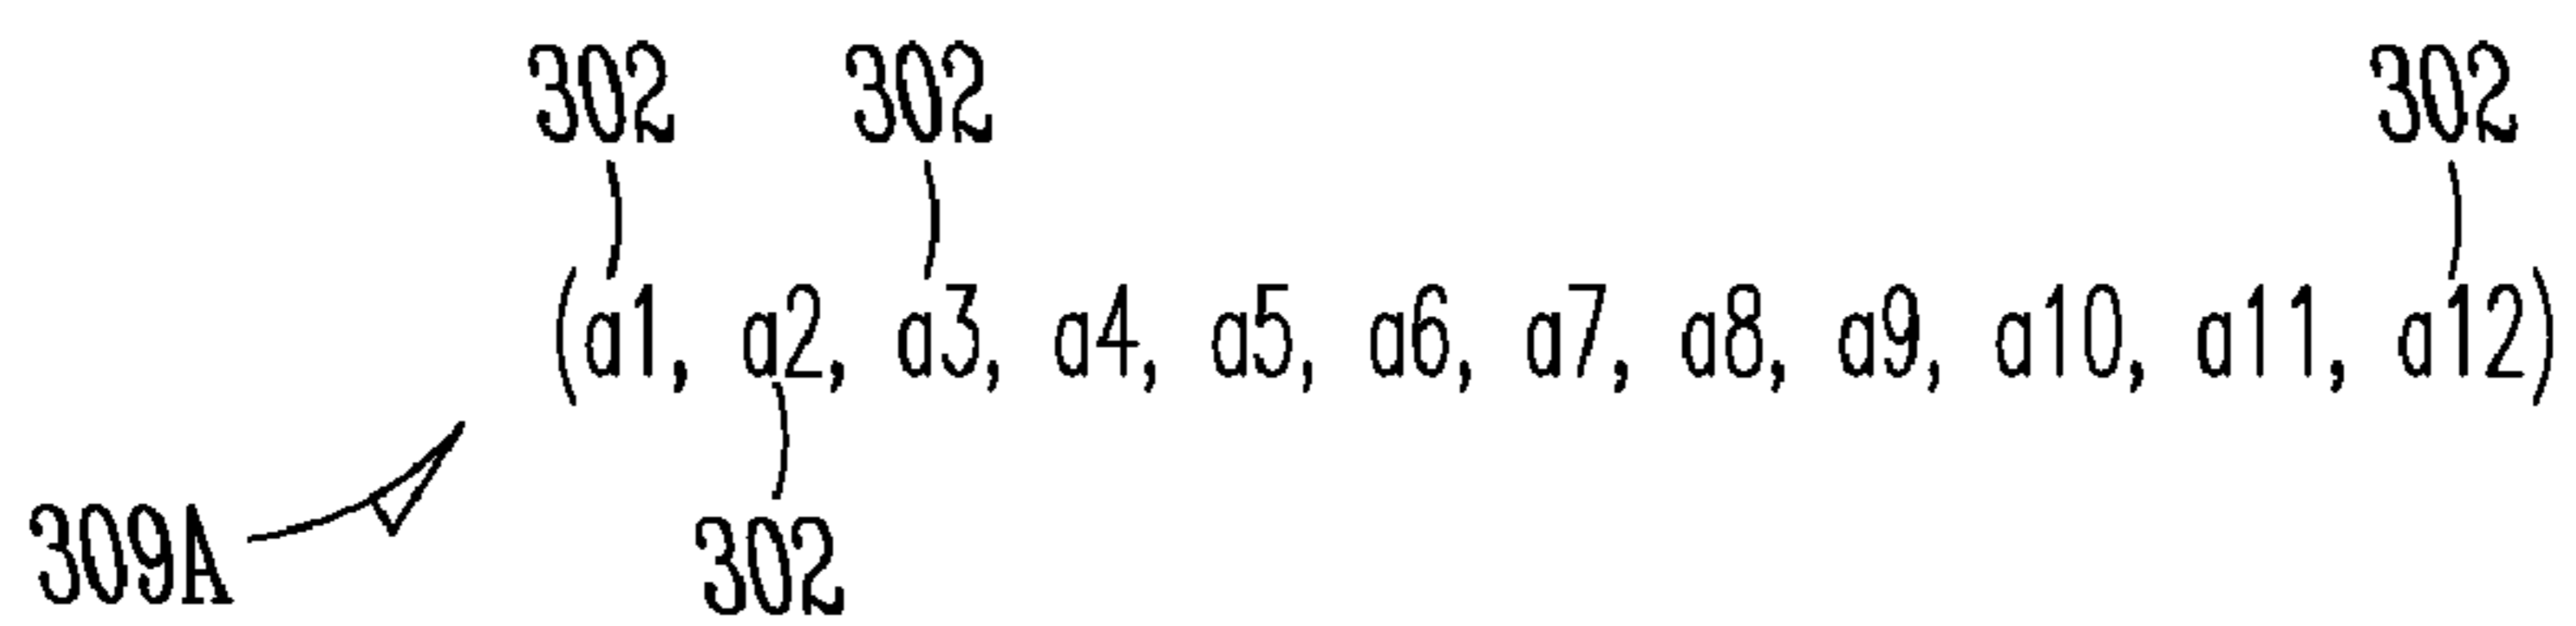 302 302 302
(a1, a2, a3, a4, a5, a6, a7, a8, a9, a10, a11, a12)
309A 302